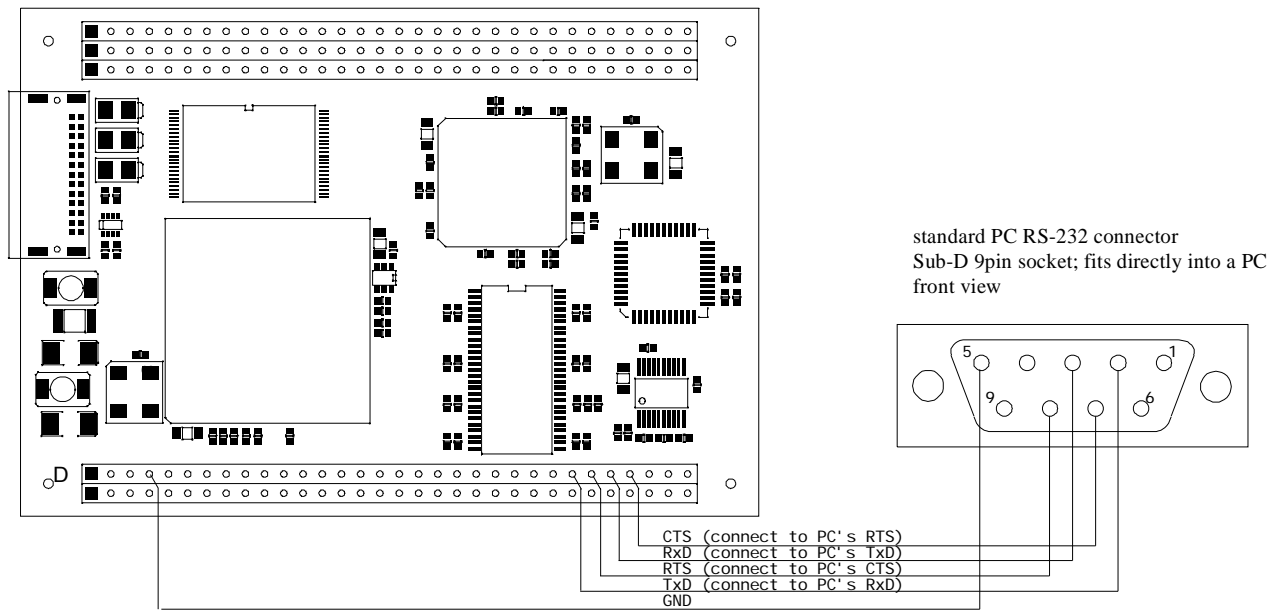 standard PC RS-232 connector
Sub-D 9pin socket; fits directly into a PC
front view
5
1
9
6
D
CTS (connect to PC's RTS)
RxD (connect to PC's TxD)
RTS (connect to PC's CTS)
TxD (connect to PC's RxD)
GND